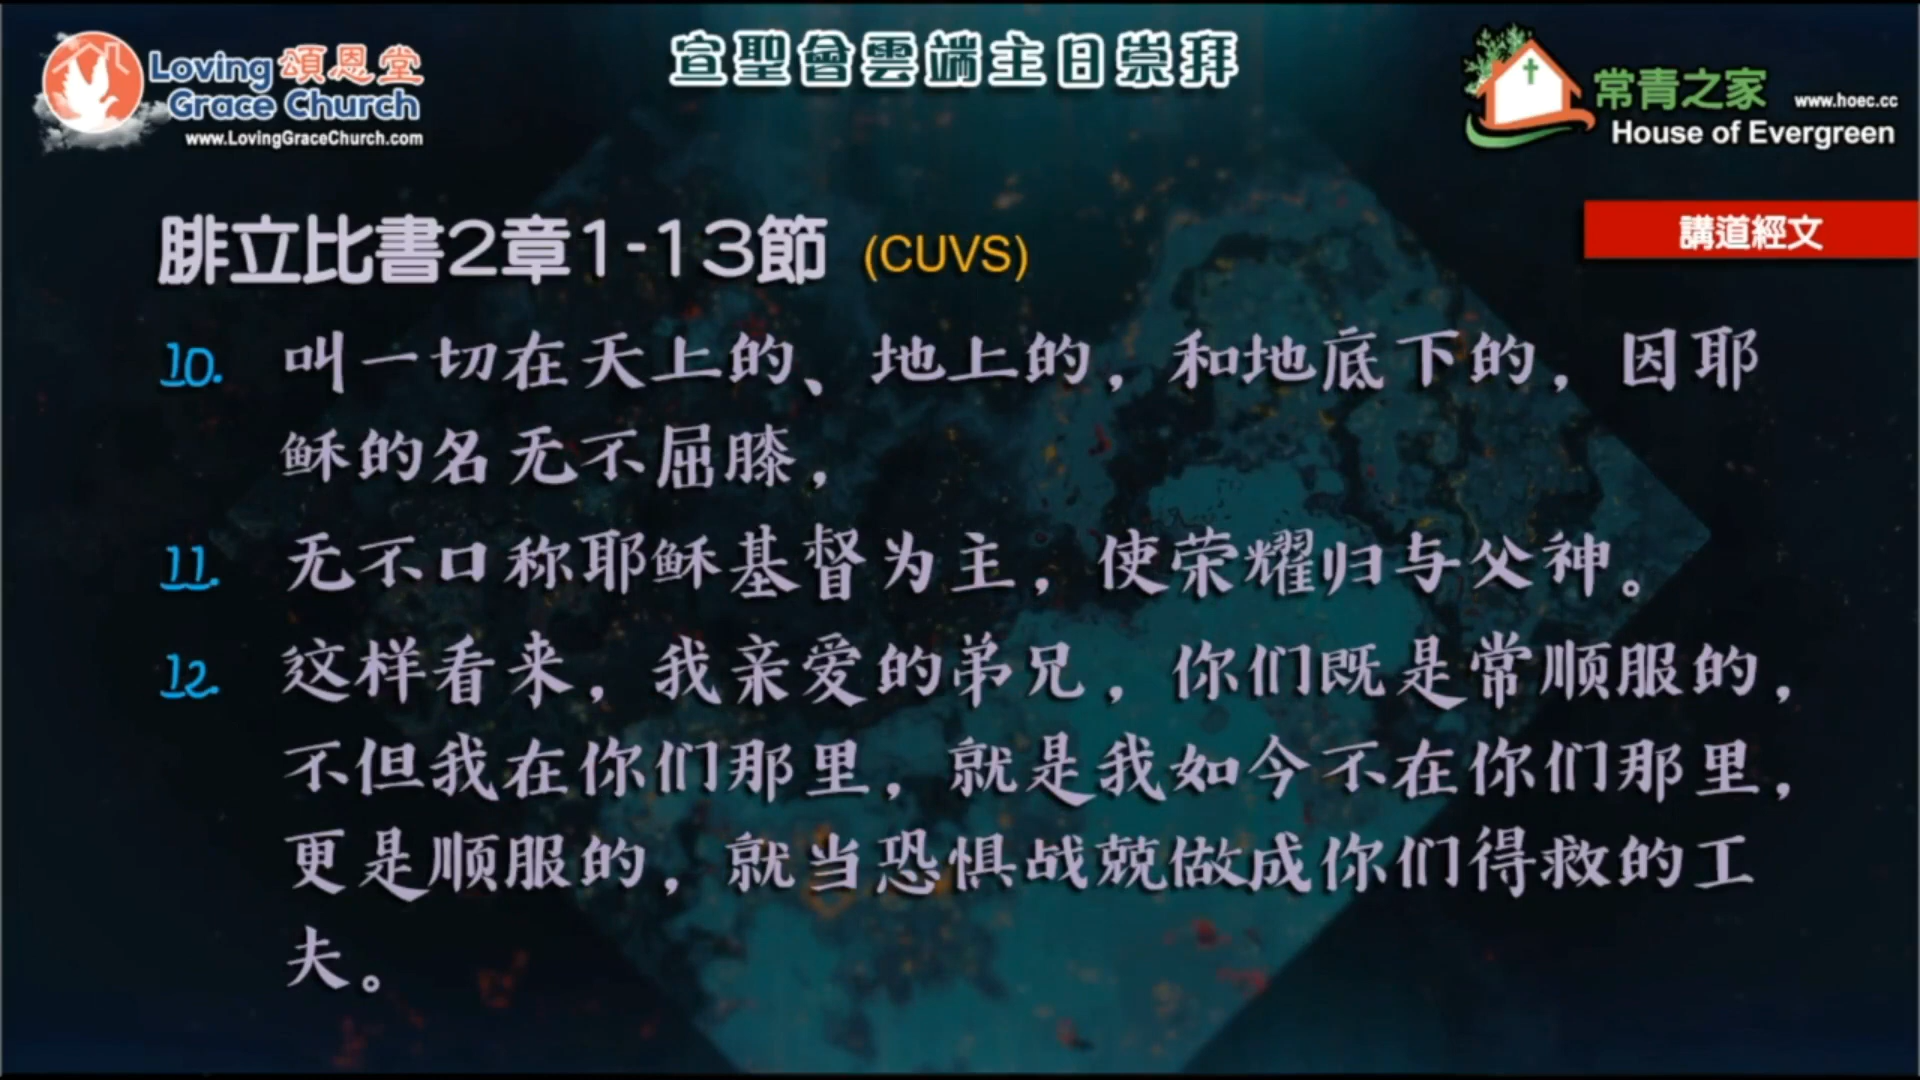 Loving 頌恩堂
Grace Church
www.LovingGraceChurch.com
宣聖會雲端主日崇拜
常青之家 www.hoec.cc
House of Evergreen
講道經文
腓立比書2章1-13節 (CUVS)
10. 叫一切在天上的、地上的，和地底下的，因耶
稣的名无不屈膝，
11. 无不口称耶稣基督为主，使荣耀归与父神。
12. 这样看来，我亲爱的弟兄，你们既是常顺服的，
不但我在你们那里，就是我如今不在你们那里，
更是顺服的，就当恐惧战兢做成你们得救的工
夫。